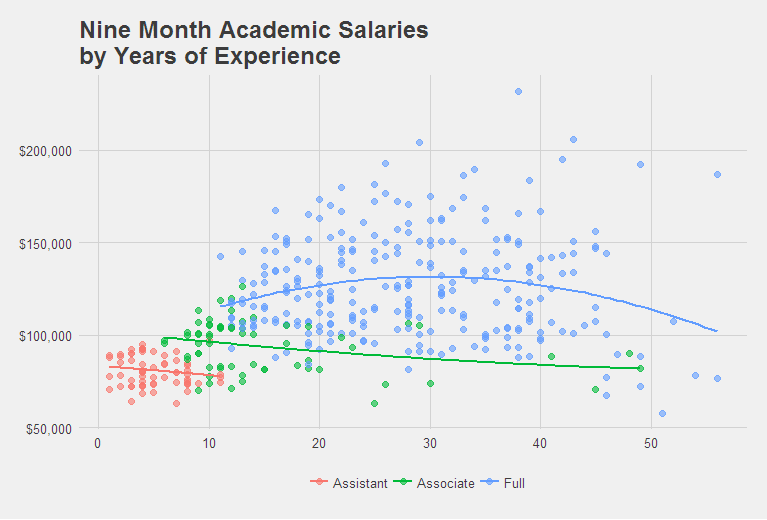 Nine Month Academic Salaries
by Years of Experience
$200,000
$150,000
$100,000
$50,000
0 10 20 30 40 50
Assistant Associate Full